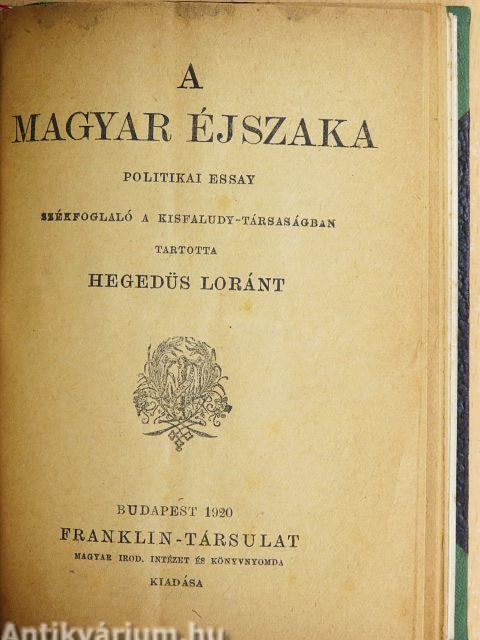 A
MAGYAR ÉJSZAKA
POLITIKAI ESSAY
SZÉKFOGLALÓ A KISFALUDY-TÁRSASÁGBAN
TARTOTTA
HEGEDÜS LORÁNT
BUDAPEST 1920
FRANKLIN-TÁRSULAT
MAGYAR IROD. INTÉZET ÉS KÖNYVNYOMDA
KIADÁSA
Antikvárium.hu